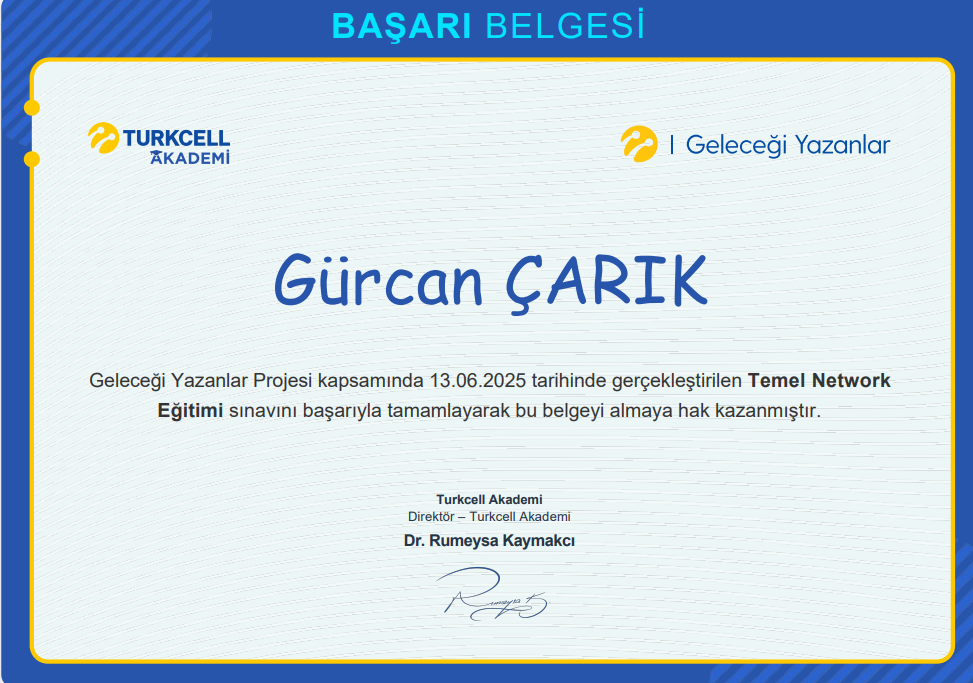 BAŞARI BELGESİ
TURKCELL
AKADEMİ
Geleceği Yazanlar
Gürcan ÇARIK
Geleceği Yazanlar Projesi kapsamında 13.06.2025 tarihinde gerçekleştirilen Temel Network
Eğitimi sınavını başarıyla tamamlayarak bu belgeyi almaya hak kazanmıştır.
Turkcell Akademi
Direktör – Turkcell Akademi
Dr. Rumeysa Kaymakcı
Rumeysa K